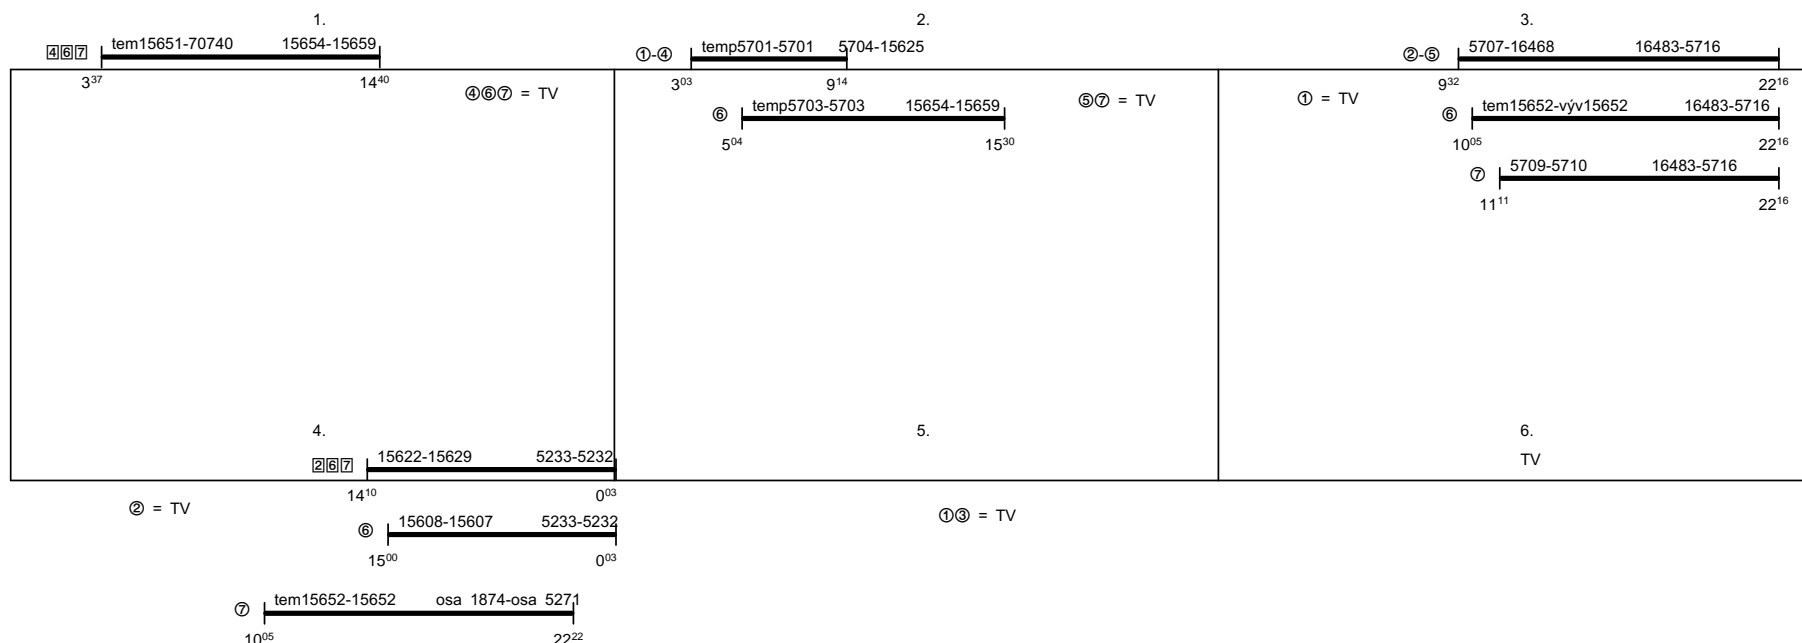 1.
4 6 7 tem15651-70740 15654-15659
3³⁷ 14⁴⁰
④⑥⑦ = TV
2.
①-④ temp5701-5701 5704-15625
3⁰³ 9¹⁴
⑥ temp5703-5703 15654-15659
5⁰⁴ 15³⁰
⑤⑦ = TV
3.
②-⑤ 5707-16468 16483-5716
9³² 22¹⁶
① = TV
⑥ tem15652-výv15652 16483-5716
10⁰⁵ 22¹⁶
⑦ 5709-5710 16483-5716
11¹¹ 22¹⁶
4.
2 6 7 15622-15629 5233-5232
14¹⁰ 0⁰³
② = TV
⑥ 15608-15607 5233-5232
15⁰⁰ 0⁰³
⑦ tem15652-15652 osa 1874-osa 5271
10⁰⁵ 22²²
5.
①③ = TV
6.
TV